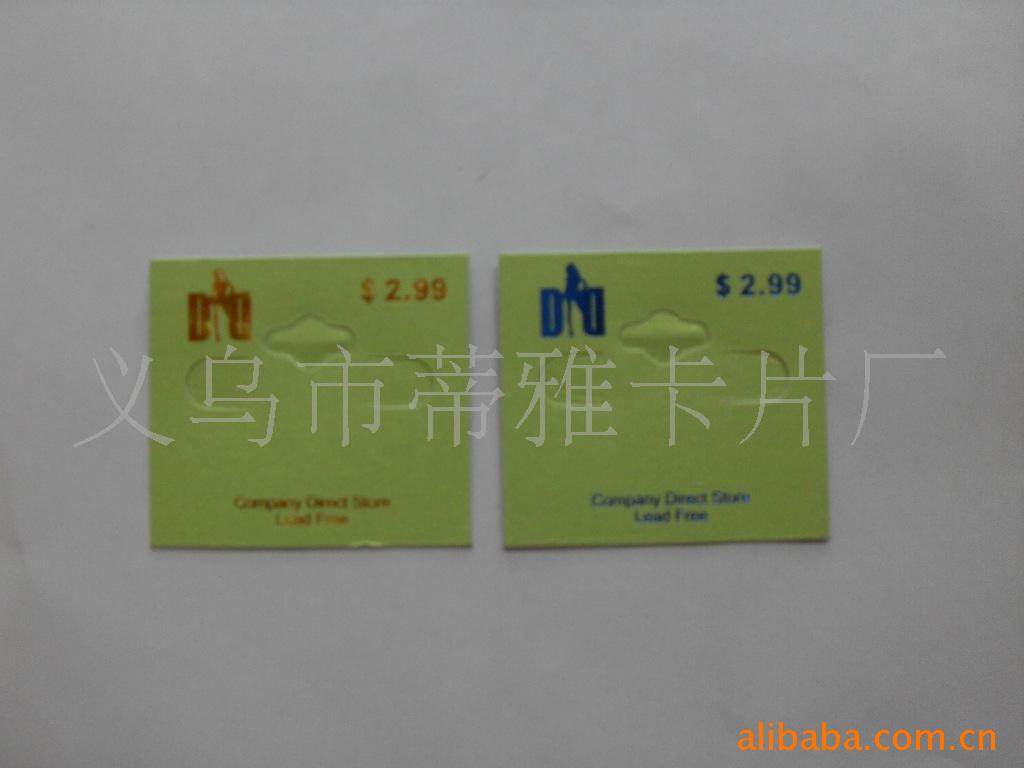 $ 2.99
$ 2.99
义乌市蒂雅卡片厂
Company Direct Store
Lead Free
Company Direct Store
Lead Free
alibaba.com.cn